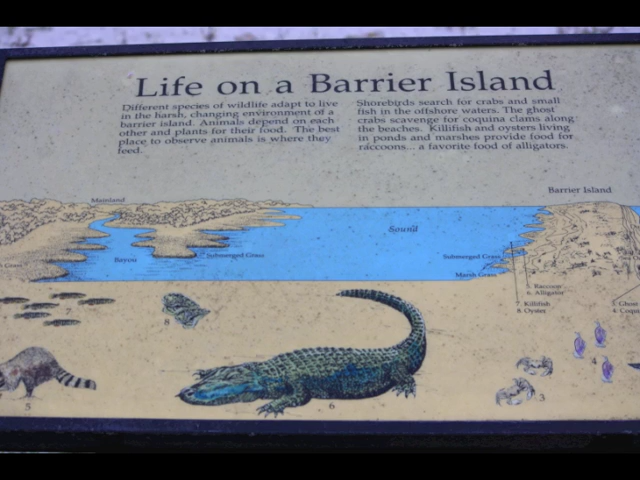 Life on a Barrier Island
Different species of wildlife adapt to live
in the harsh, changing environment of a
barrier island. Animals depend on each
other and plants for their food. The best
place to observe animals is where they
feed.
Shorebirds search for crabs and small
fish in the offshore waters. The ghost
crabs scavenge for coquina clams along
the beaches. Killifish and oysters living
in ponds and marshes provide food for
raccoons... a favorite food of alligators.
Mainland
Barrier Island
Sound
Bayou
Submerged Grass
Submerged Grass
Marsh Grass
Grass
5. Raccoon
6. Alligator
7. Killifish
8. Oyster
3. Ghost
4. Coqui
7
8
5
6
4
3